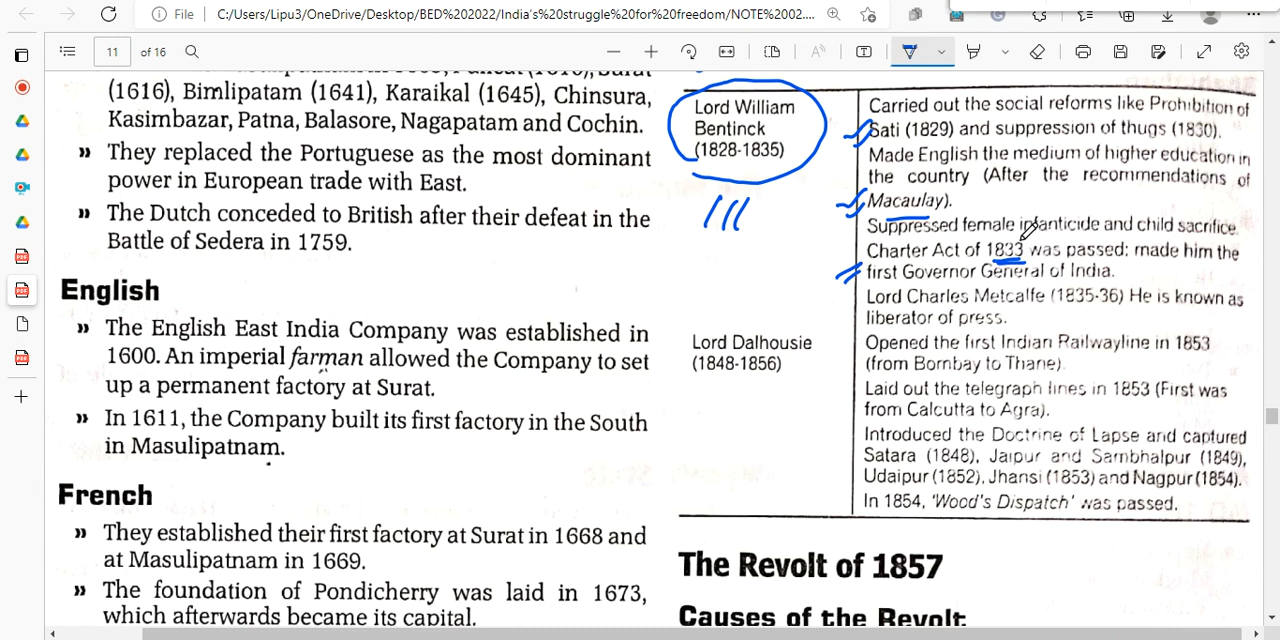 File
C:/Users/Lipu3/OneDrive/Desktop/BED%202022/India's%20struggle%20for%20freedom/NOTE%2002....
11 of 16
(1616), Bimlipatam (1641), Karaikal (1645), Chinsura,
Kasimbazar, Patna, Balasore, Nagapatam and Cochin.
» They replaced the Portuguese as the most dominant
power in European trade with East.
» The Dutch conceded to British after their defeat in the
Battle of Sedera in 1759.
English
» The English East India Company was established in
1600. An imperial farman allowed the Company to set
up a permanent factory at Surat.
» In 1611, the Company built its first factory in the South
in Masulipatnam.
French
» They established their first factory at Surat in 1668 and
at Masulipatnam in 1669.
» The foundation of Pondicherry was laid in 1673,
which afterwards became its capital.
Lord William
Bentinck
(1828-1835)
Carried out the social reforms like Prohibition of
Sati (1829) and suppression of thugs (1830).
Made English the medium of higher education in
the country (After the recommendations of
Macaulay).
Suppressed female infanticide and child sacrifice.
Charter Act of 1833 was passed: made him the
first Governor General of India.
Lord Charles Metcalfe (1835-36) He is known as
liberator of press.
Lord Dalhousie
(1848-1856)
Opened the first Indian Railwayline in 1853
(from Bombay to Thane).
Laid out the telegraph lines in 1853 (First was
from Calcutta to Agra).
Introduced the Doctrine of Lapse and captured
Satara (1848), Jaipur and Sambhalpur (1849),
Udaipur (1852), Jhansi (1853) and Nagpur (1854).
In 1854, 'Wood's Dispatch' was passed.
The Revolt of 1857
Causes of the Revolt